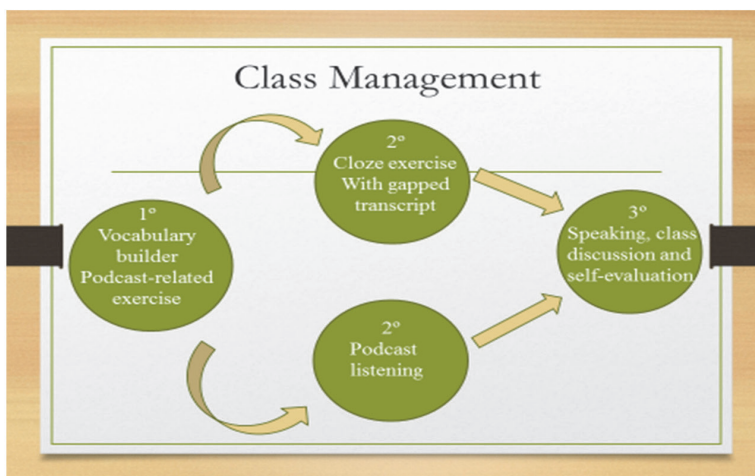 Class Management
1º
Vocabulary
builder
Podcast-related
exercise
2º
Cloze exercise
With gapped
transcript
2º
Podcast
listening
3º
Speaking, class
discussion and
self-evaluation